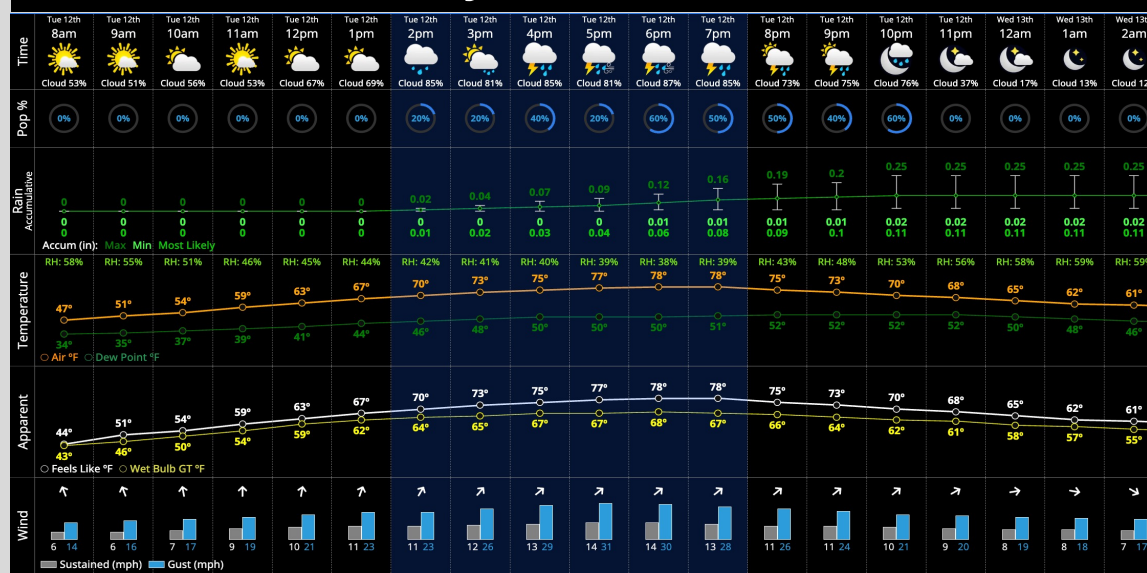 Tue 12th Tue 12th Tue 12th Tue 12th Tue 12th Tue 12th Tue 12th Tue 12th Tue 12th Tue 12th Tue 12th Tue 12th Tue 12th Tue 12th Tue 12th Tue 12th Wed 13th Wed 13th Wed 13t
Time
8am 9am 10am 11am 12pm 1pm 2pm 3pm 4pm 5pm 6pm 7pm 8pm 9pm 10pm 11pm 12am 1am 2am
Cloud 53% Cloud 51% Cloud 56% Cloud 53% Cloud 67% Cloud 69% Cloud 85% Cloud 81% Cloud 85% Cloud 81% Cloud 87% Cloud 85% Cloud 73% Cloud 75% Cloud 76% Cloud 37% Cloud 17% Cloud 13% Cloud 12
Pop %
0% 0% 0% 0% 0% 0% 20% 20% 40% 20% 60% 50% 50% 40% 60% 0% 0% 0% 0%
Rain
Accumulative
0 0 0 0 0 0 0.02 0.04 0.07 0.09 0.12 0.16 0.19 0.2 0.25 0.25 0.25 0.25 0.25
0 0 0 0 0 0 0 0 0 0 0.01 0.01 0.01 0.01 0.02 0.02 0.02 0.02 0.02
0 0 0 0 0 0 0.01 0.02 0.03 0.04 0.06 0.08 0.09 0.1 0.11 0.11 0.11 0.11 0.11
Accum (in): Max Min Most Likely
Temperature
RH: 58% RH: 55% RH: 51% RH: 46% RH: 45% RH: 44% RH: 42% RH: 41% RH: 40% RH: 39% RH: 38% RH: 39% RH: 43% RH: 48% RH: 53% RH: 56% RH: 58% RH: 59% RH: 59%
47° 51° 54° 59° 63° 67° 70° 73° 75° 77° 78° 78° 75° 73° 70° 68° 65° 62° 61°
34° 35° 37° 39° 41° 44° 46° 48° 50° 50° 50° 51° 52° 52° 52° 52° 50° 48° 46°
Air °F Dew Point °F
Apparent
44° 51° 54° 59° 63° 67° 70° 73° 75° 77° 78° 78° 75° 73° 70° 68° 65° 62° 61°
43° 46° 50° 54° 59° 62° 64° 65° 67° 67° 68° 67° 66° 64° 62° 61° 58° 57° 55°
Feels Like °F Wet Bulb GT °F
Wind
6 14 6 16 7 17 9 19 10 21 11 23 11 23 12 26 13 29 14 31 14 30 13 28 11 26 11 24 10 21 9 20 8 19 8 18 7 17
Sustained (mph) Gust (mph)